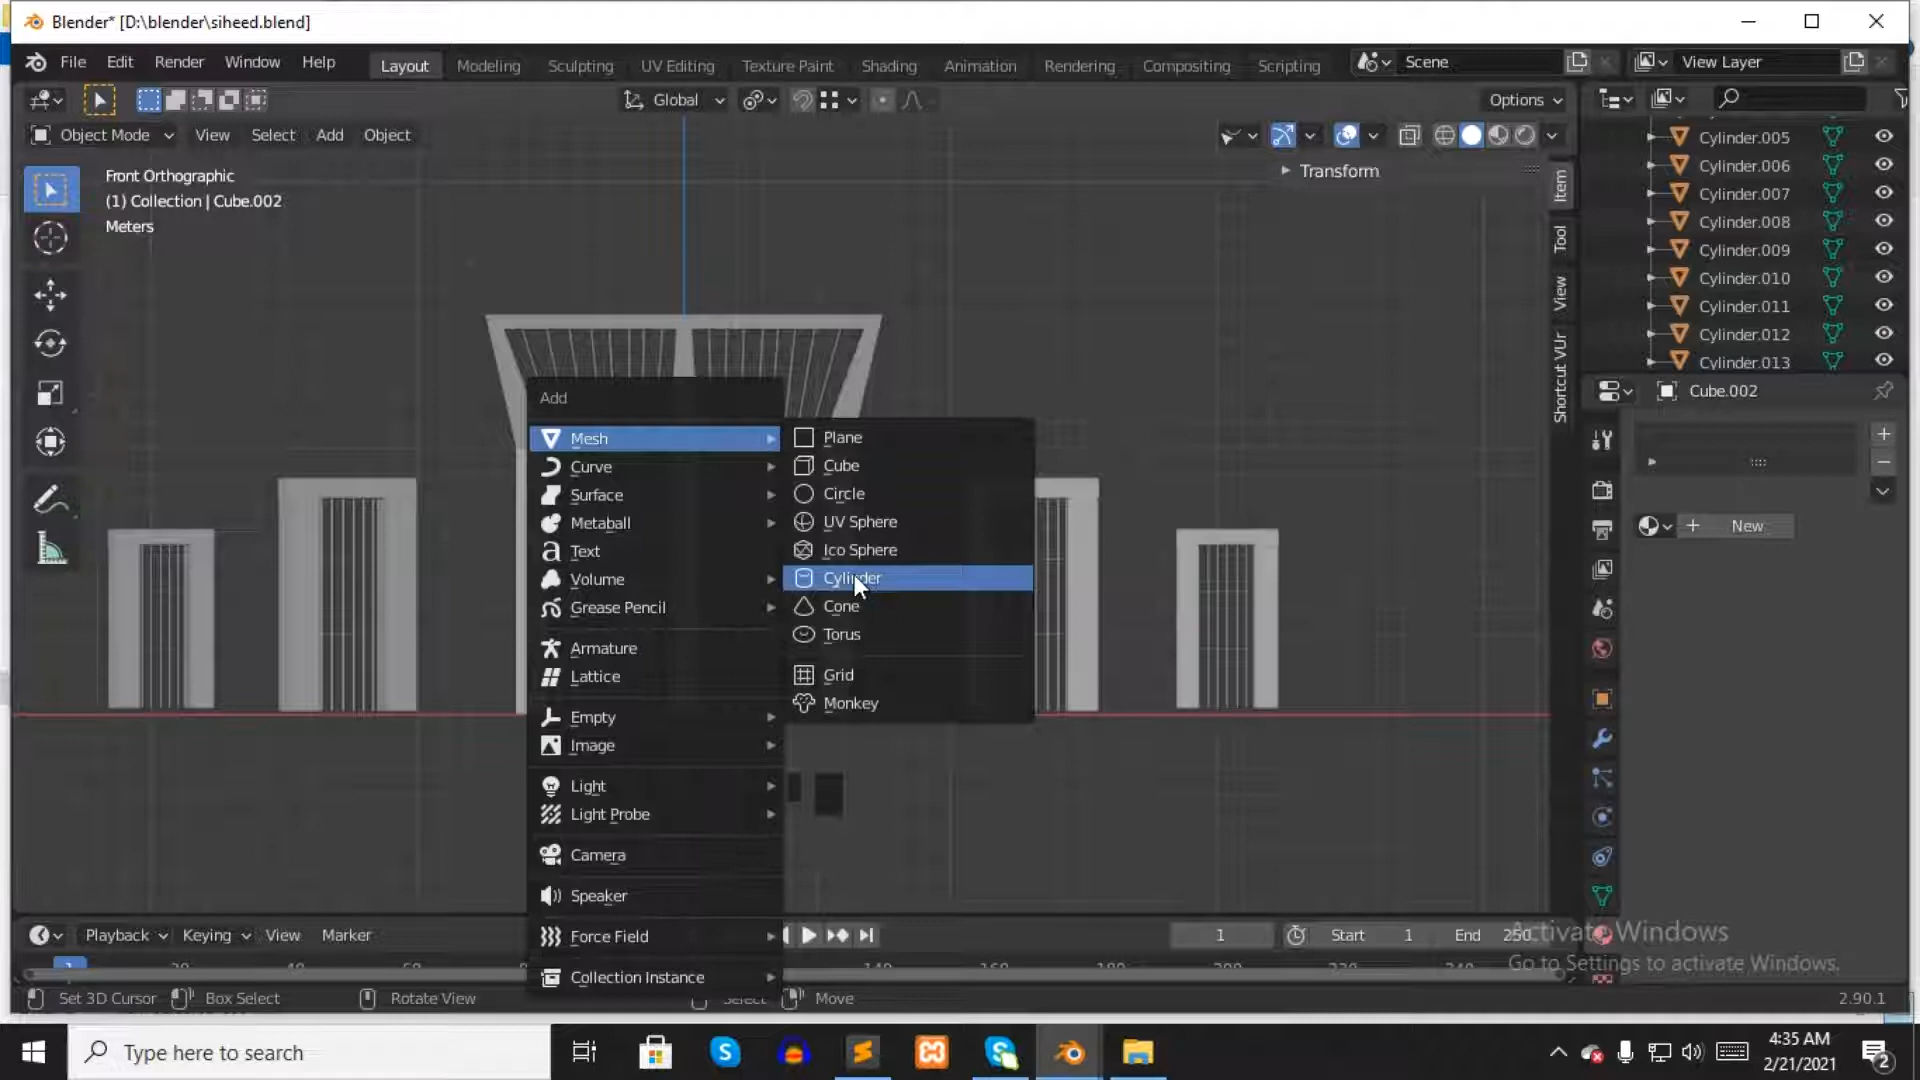 Blender* [D:\blender\siheed.blend]
File Edit Render Window Help Layout Modeling Sculpting UV Editing Texture Paint Shading Animation Rendering Compositing Scripting Scene View Layer
Global Options
Object Mode View Select Add Object
Front Orthographic
(1) Collection | Cube.002
Meters
Transform
Item
Tool
View
Shortcut VUr
Cylinder.005
Cylinder.006
Cylinder.007
Cylinder.008
Cylinder.009
Cylinder.010
Cylinder.011
Cylinder.012
Cylinder.013
Cube.002
New
Add
Mesh
Curve
Surface
Metaball
Text
Volume
Grease Pencil
Armature
Lattice
Empty
Image
Light
Light Probe
Camera
Speaker
Force Field
Collection Instance
Plane
Cube
Circle
UV Sphere
Ico Sphere
Cylinder
Cone
Torus
Grid
Monkey
Playback Keying View Marker 1 Start 1 End 250
Activate Windows
Go to Settings to activate Windows.
Set 3D Cursor Box Select Rotate View Select Move 2.90.1
Type here to search
4:35 AM
2/21/2021
2